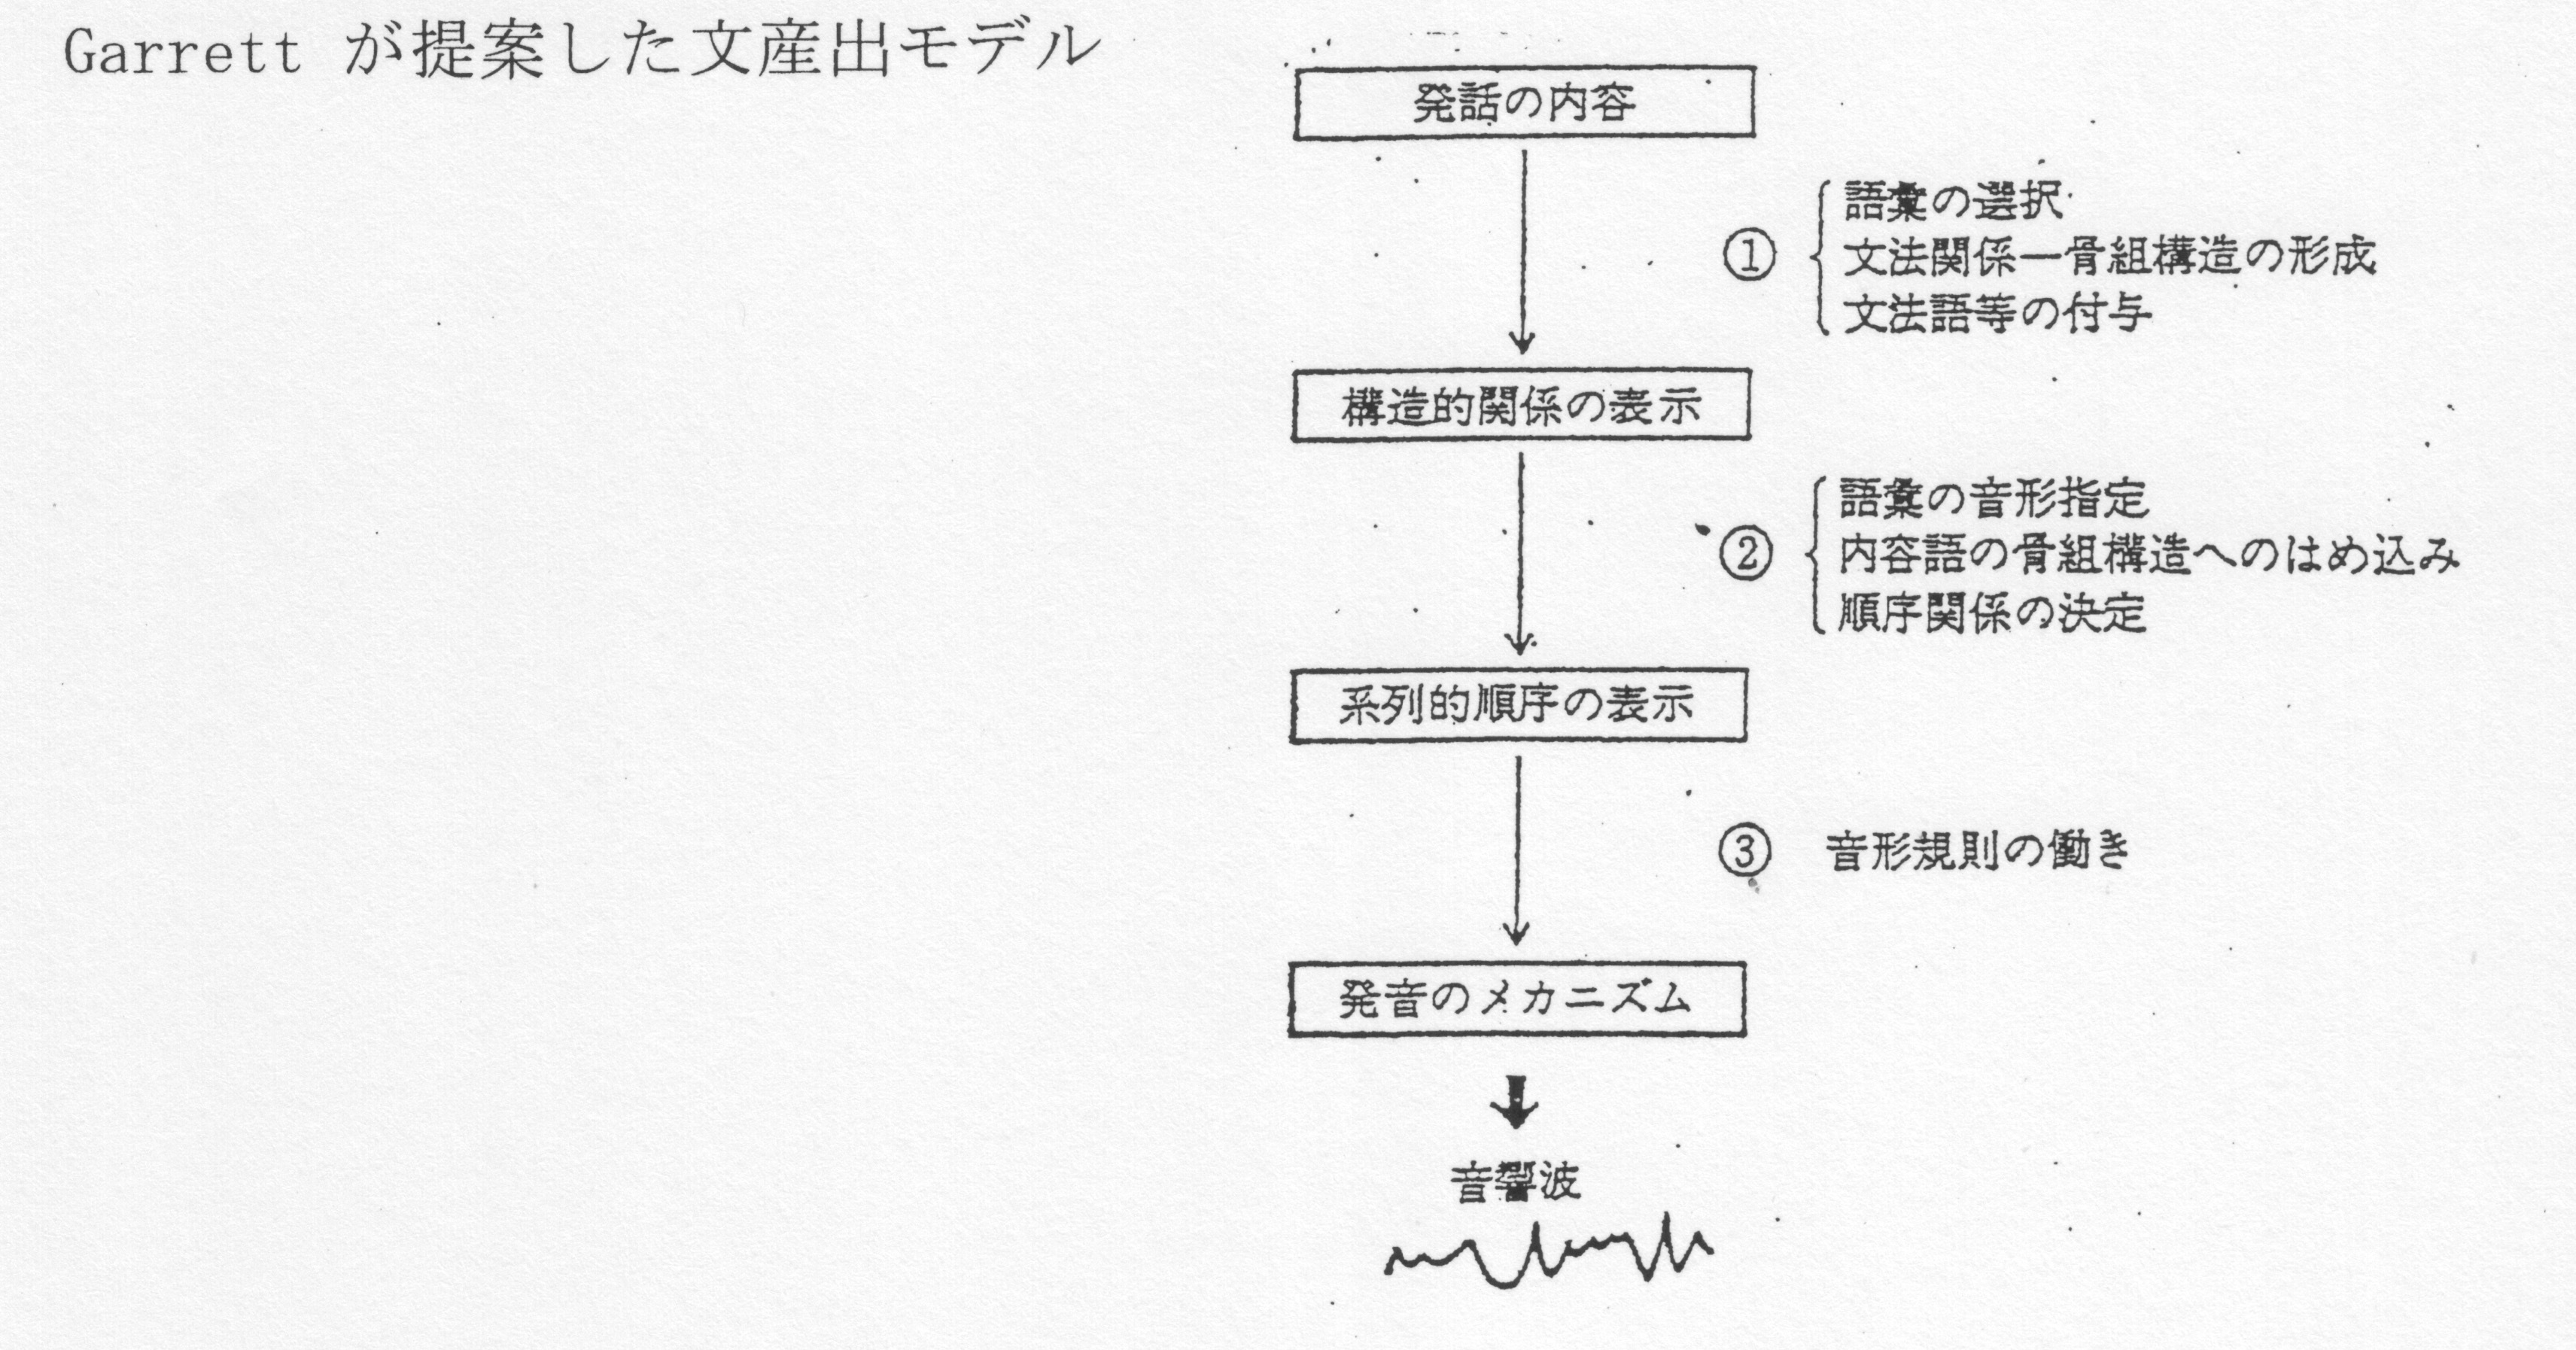 Garrett が提案した文産出モデル
発話の内容
① 語彙の選択
文法関係―骨組構造の形成
文法語等の付与
構造的関係の表示
② 語彙の音形指定
内容語の骨組構造へのはめ込み
順序関係の決定
系列的順序の表示
③ 音形規則の働き
発音のメカニズム
音響波